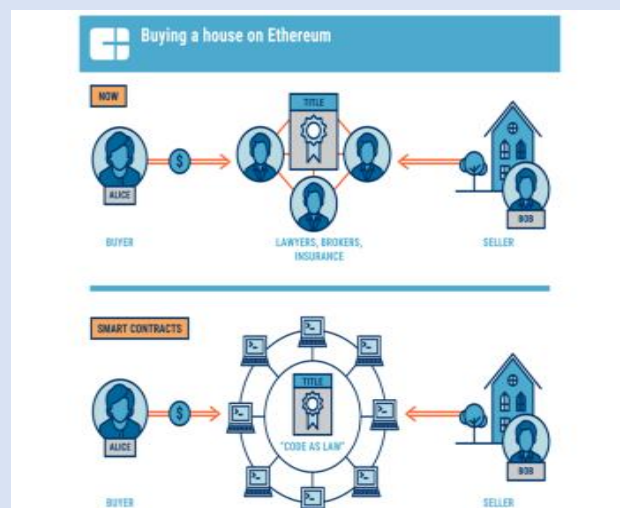 Buying a house on Ethereum
NOW
TITLE
$
ALICE
BOB
BUYER
LAWYERS, BROKERS,
INSURANCE
SELLER
SMART CONTRACTS
TITLE
$
"CODE AS LAW"
ALICE
BOB
BUYER
SELLER